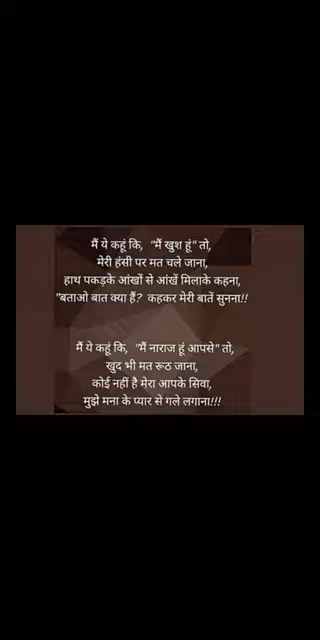 मैं ये कहूं कि, "मैं खुश हूं" तो,
मेरी हंसी पर मत चले जाना,
हाथ पकड़के आंखों से आंखें मिलाके कहना,
"बताओ बात क्या हैं? कहकर मेरी बातें सुनना!!
मैं ये कहूं कि, "मैं नाराज हूं आपसे" तो,
खुद भी मत रूठ जाना,
कोई नहीं है मेरा आपके सिवा,
मुझे मना के प्यार से गले लगाना!!!